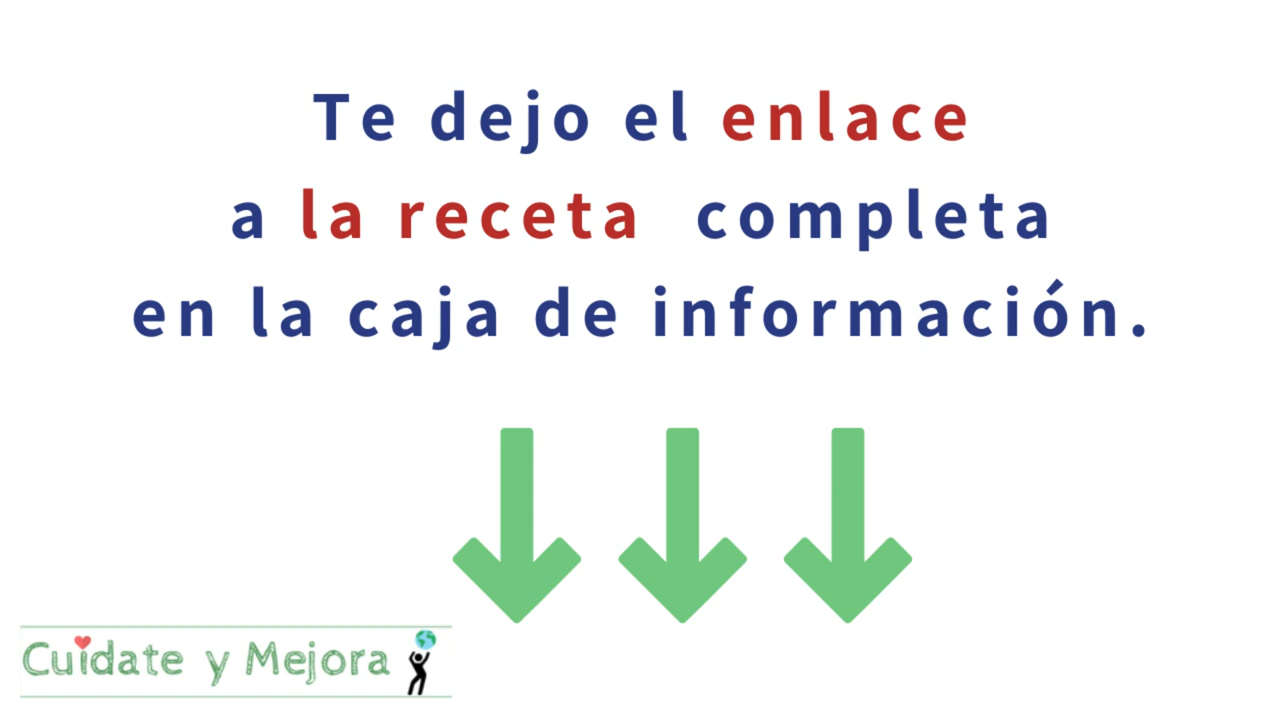 Te dejo el enlace
a la receta completa
en la caja de información.
Cuidate y Mejora